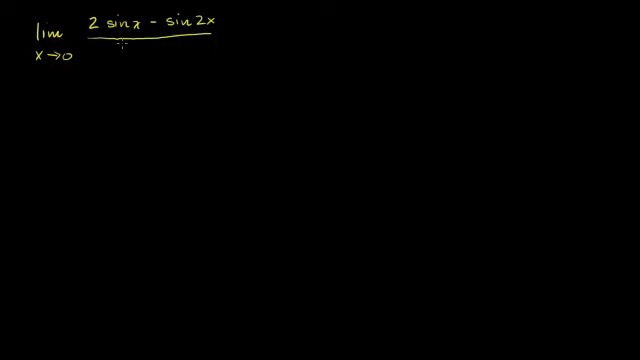 lim 2 sin x - sin 2x
x → 0